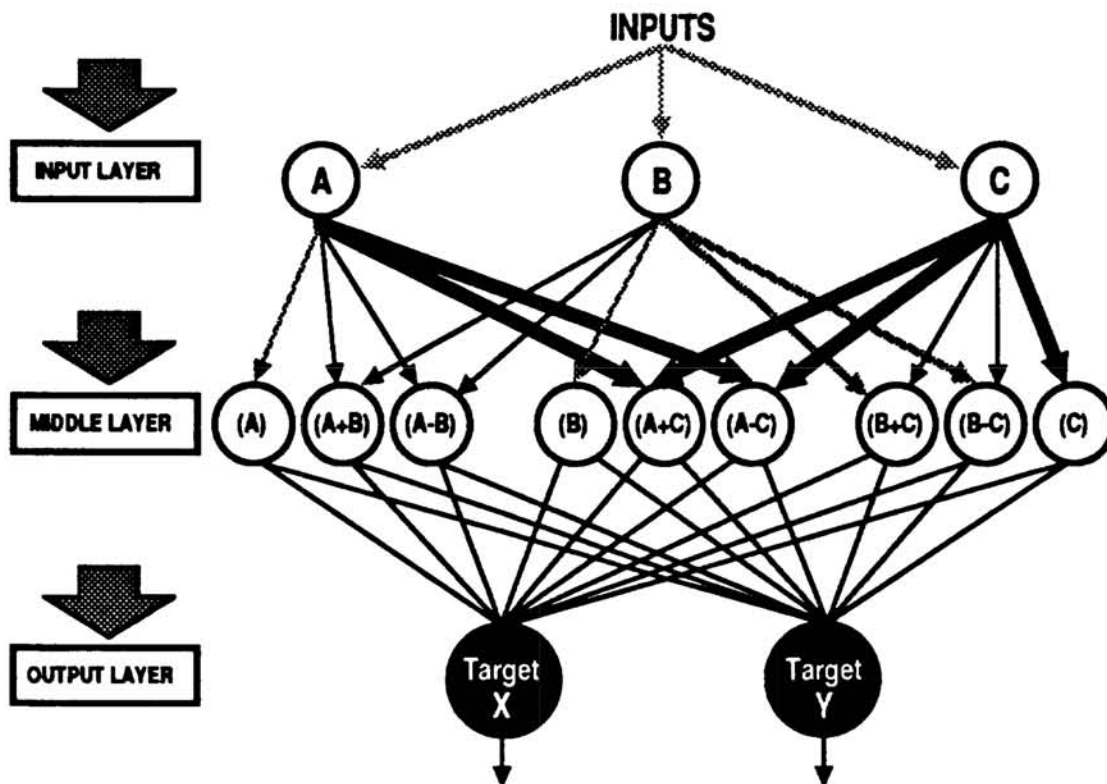 INPUTS
INPUT LAYER
A
B
C
MIDDLE LAYER
(A)
(A+B)
(A-B)
(B)
(A+C)
(A-C)
(B+C)
(B-C)
(C)
OUTPUT LAYER
Target
X
Target
Y